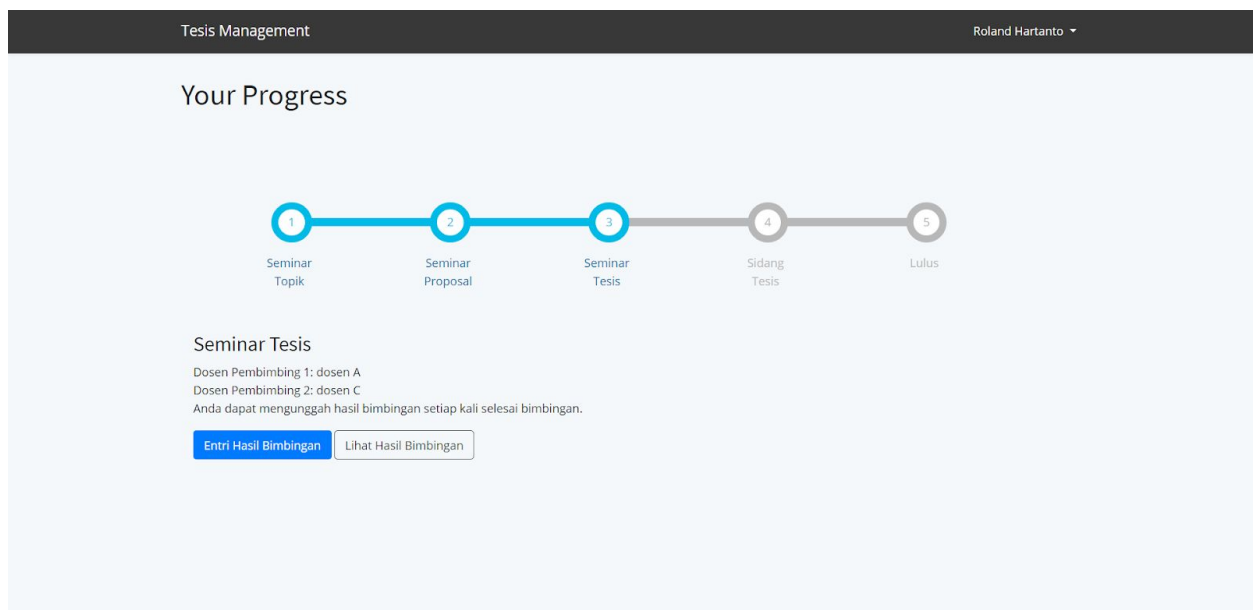 Tesis Management
Roland Hartanto
Your Progress
1
2
3
4
5
Seminar
Topik
Seminar
Proposal
Seminar
Tesis
Sidang
Tesis
Lulus
Seminar Tesis
Dosen Pembimbing 1: dosen A
Dosen Pembimbing 2: dosen C
Anda dapat mengunggah hasil bimbingan setiap kali selesai bimbingan.
Entri Hasil Bimbingan
Lihat Hasil Bimbingan